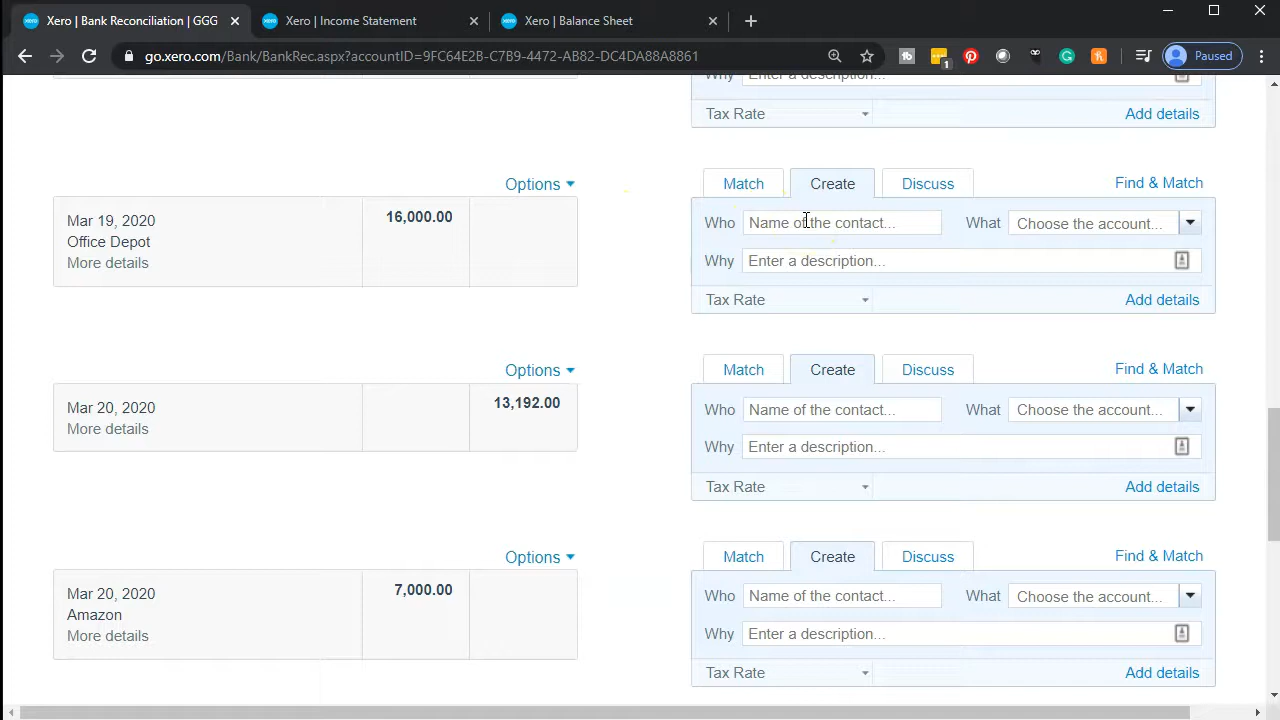 Xero | Bank Reconciliation | GGG
Xero | Income Statement
Xero | Balance Sheet
go.xero.com/Bank/BankRec.aspx?accountID=9FC64E2B-C7B9-4472-AB82-DC4DA88A8861
1
Paused
Why Enter a description...
Tax Rate Add details
Options
Match Create Discuss Find & Match
Mar 19, 2020 16,000.00
Office Depot
More details
Who Name of the contact... What Choose the account...
Why Enter a description...
Tax Rate Add details
Options
Match Create Discuss Find & Match
Mar 20, 2020 13,192.00
More details
Who Name of the contact... What Choose the account...
Why Enter a description...
Tax Rate Add details
Options
Match Create Discuss Find & Match
Mar 20, 2020 7,000.00
Amazon
More details
Who Name of the contact... What Choose the account...
Why Enter a description...
Tax Rate Add details